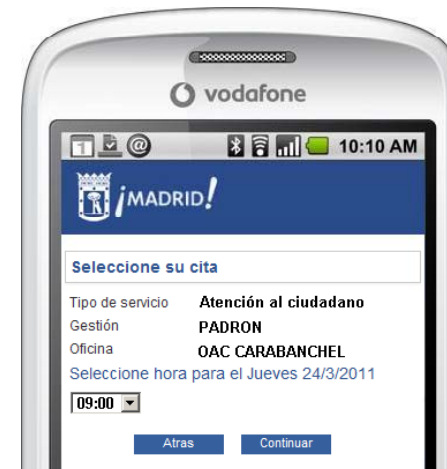 vodafone
1 @ 10:10 AM
¡MADRID!
Seleccione su cita
Tipo de servicio Atención al ciudadano
Gestión PADRON
Oficina OAC CARABANCHEL
Seleccione hora para el Jueves 24/3/2011
09:00
Atras Continuar